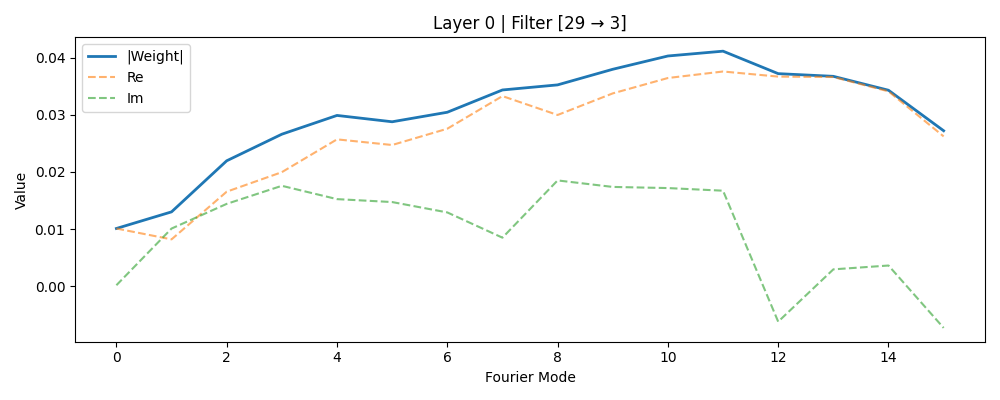 Layer 0 | Filter [29 → 3]
|Weight|
Re
Im
Value
0.04
0.03
0.02
0.01
0.00
0 2 4 6 8 10 12 14
Fourier Mode